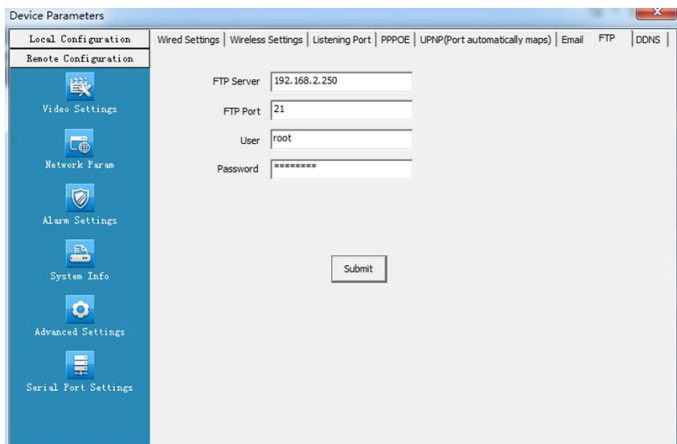 Device Parameters
Local Configuration
Remote Configuration
Video Settings
Network Param
Alarm Settings
System Info
Advanced Settings
Serial Port Settings
Wired Settings Wireless Settings Listening Port PPPOE UPNP(Port automatically maps) Email FTP DDNS
FTP Server 192.168.2.250
FTP Port 21
User root
Password ********
Submit